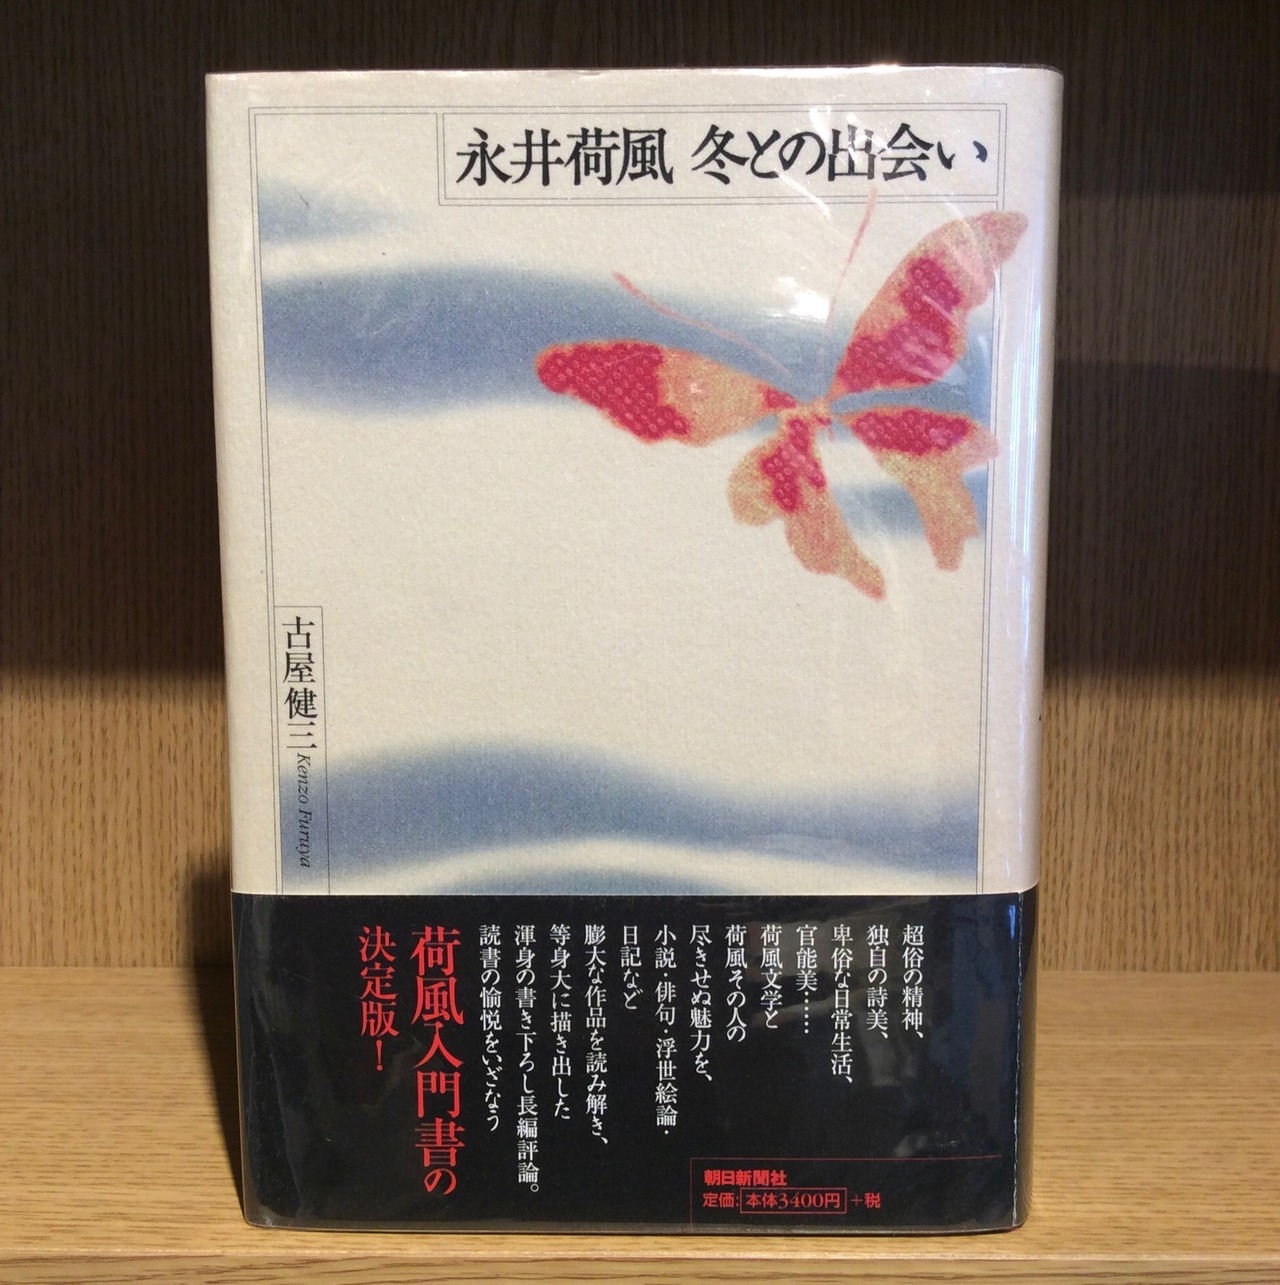 永井荷風 冬との出会い
古屋健三 Kenzo Furuya
超俗の精神、
独自の詩美、
卑俗な日常生活、
官能美……
荷風文学と
荷風その人の
尽きせぬ魅力を、
小説・俳句・浮世絵論・
日記など
膨大な作品を読み解き、
等身大に描き出した
渾身の書き下ろし長編評論。
読書の愉悦をいざなう
荷風入門書の
決定版！
朝日新聞社
定価：本体3400円＋税